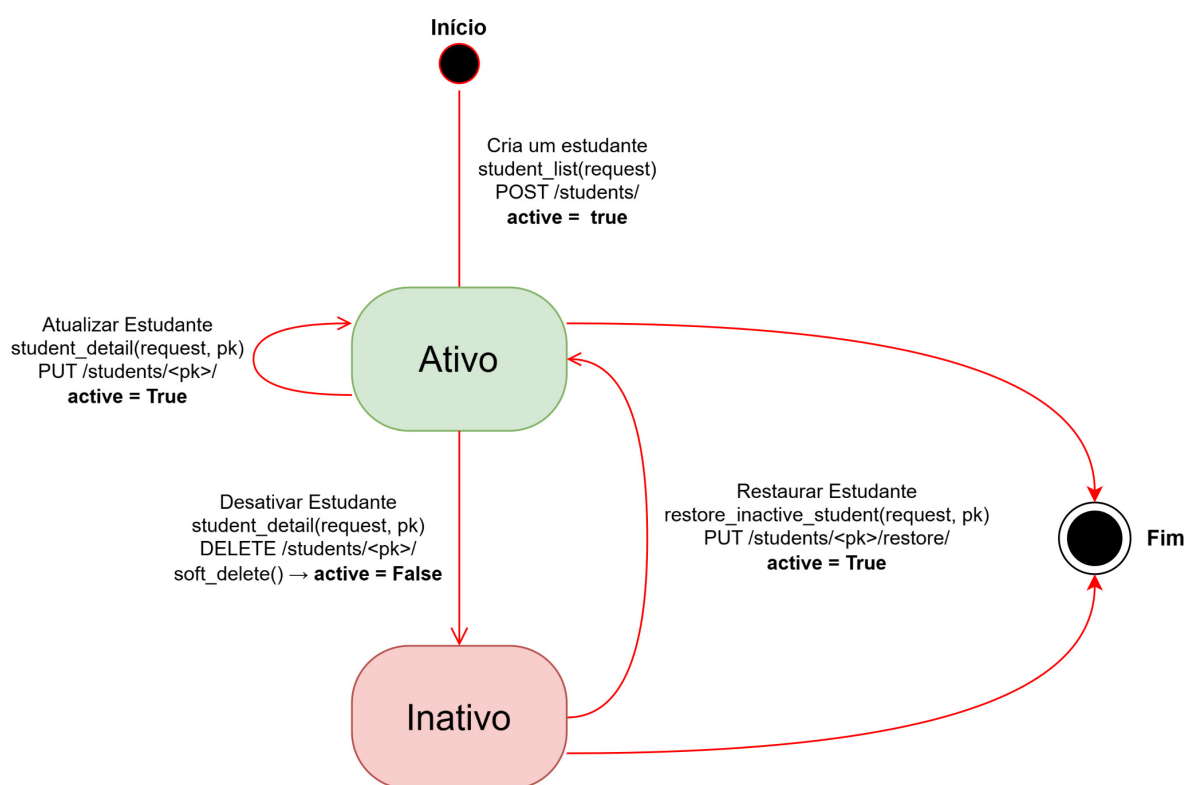 Início
Cria um estudante
student_list(request)
POST /students/
active =  true
Atualizar Estudante
student_detail(request, pk)
PUT /students/<pk>/
active = True
Ativo
Desativar Estudante
student_detail(request, pk)
DELETE /students/<pk>/
soft_delete() → active = False
Restaurar Estudante
restore_inactive_student(request, pk)
PUT /students/<pk>/restore/
active = True
Fim
Inativo